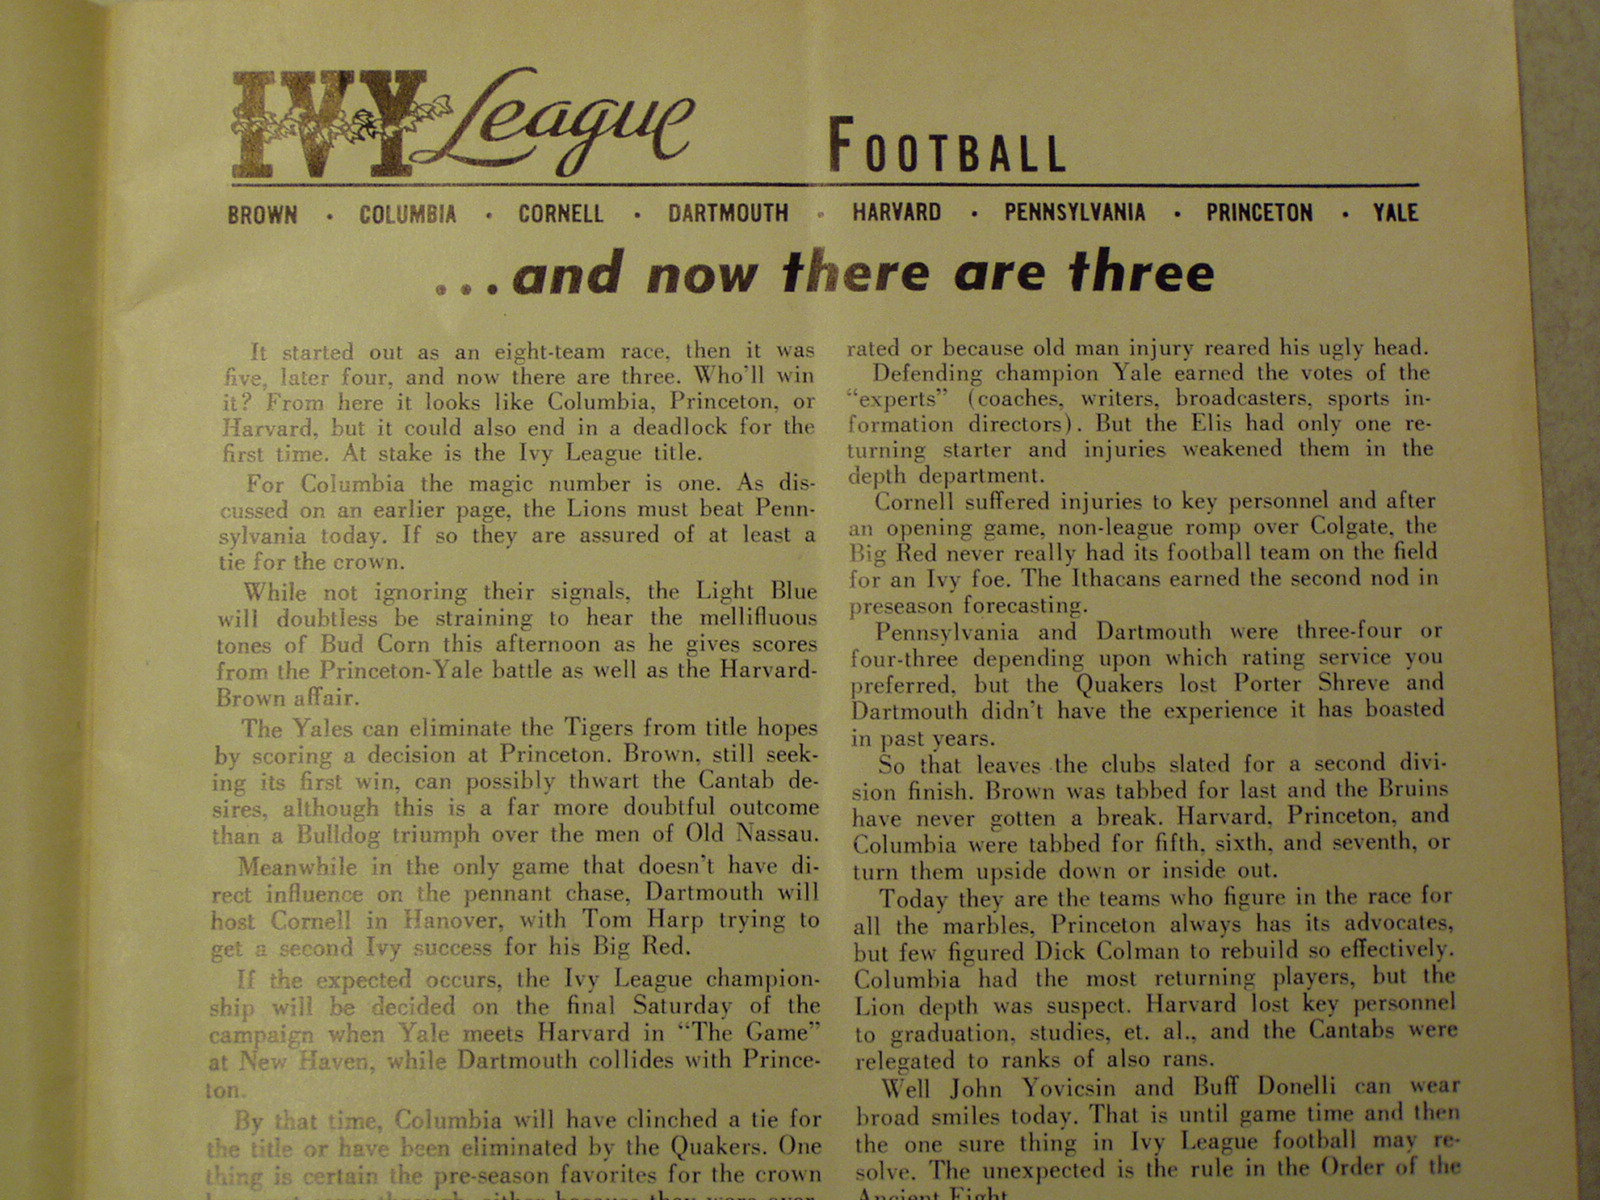 IVY League FOOTBALL
BROWN · COLUMBIA · CORNELL · DARTMOUTH · HARVARD · PENNSYLVANIA · PRINCETON · YALE
...and now there are three
It started out as an eight-team race, then it was
five, later four, and now there are three. Who'll win
it? From here it looks like Columbia, Princeton, or
Harvard, but it could also end in a deadlock for the
first time. At stake is the Ivy League title.
For Columbia the magic number is one. As dis-
cussed on an earlier page, the Lions must beat Penn-
sylvania today. If so they are assured of at least a
tie for the crown.
While not ignoring their signals, the Light Blue
will doubtless be straining to hear the mellifluous
tones of Bud Corn this afternoon as he gives scores
from the Princeton-Yale battle as well as the Harvard-
Brown affair.
The Yales can eliminate the Tigers from title hopes
by scoring a decision at Princeton. Brown, still seek-
ing its first win, can possibly thwart the Cantab de-
sires, although this is a far more doubtful outcome
than a Bulldog triumph over the men of Old Nassau.
Meanwhile in the only game that doesn't have di-
rect influence on the pennant chase, Dartmouth will
host Cornell in Hanover, with Tom Harp trying to
get a second Ivy success for his Big Red.
If the expected occurs, the Ivy League champion-
ship will be decided on the final Saturday of the
campaign when Yale meets Harvard in "The Game"
at New Haven, while Dartmouth collides with Prince-
ton.
By that time, Columbia will have clinched a tie for
the title or have been eliminated by the Quakers. One
thing is certain the pre-season favorites for the crown
either because they were over-
rated or because old man injury reared his ugly head.
Defending champion Yale earned the votes of the
"experts" (coaches, writers, broadcasters, sports in-
formation directors). But the Elis had only one re-
turning starter and injuries weakened them in the
depth department.
Cornell suffered injuries to key personnel and after
an opening game, non-league romp over Colgate, the
Big Red never really had its football team on the field
for an Ivy foe. The Ithacans earned the second nod in
preseason forecasting.
Pennsylvania and Dartmouth were three-four or
four-three depending upon which rating service you
preferred, but the Quakers lost Porter Shreve and
Dartmouth didn't have the experience it has boasted
in past years.
So that leaves the clubs slated for a second divi-
sion finish. Brown was tabbed for last and the Bruins
have never gotten a break. Harvard, Princeton, and
Columbia were tabbed for fifth, sixth, and seventh, or
turn them upside down or inside out.
Today they are the teams who figure in the race for
all the marbles, Princeton always has its advocates,
but few figured Dick Colman to rebuild so effectively.
Columbia had the most returning players, but the
Lion depth was suspect. Harvard lost key personnel
to graduation, studies, et. al., and the Cantabs were
relegated to ranks of also rans.
Well John Yovicsin and Buff Donelli can wear
broad smiles today. That is until game time and then
the one sure thing in Ivy League football may re-
solve. The unexpected is the rule in the Order of the
Ancient Eight.